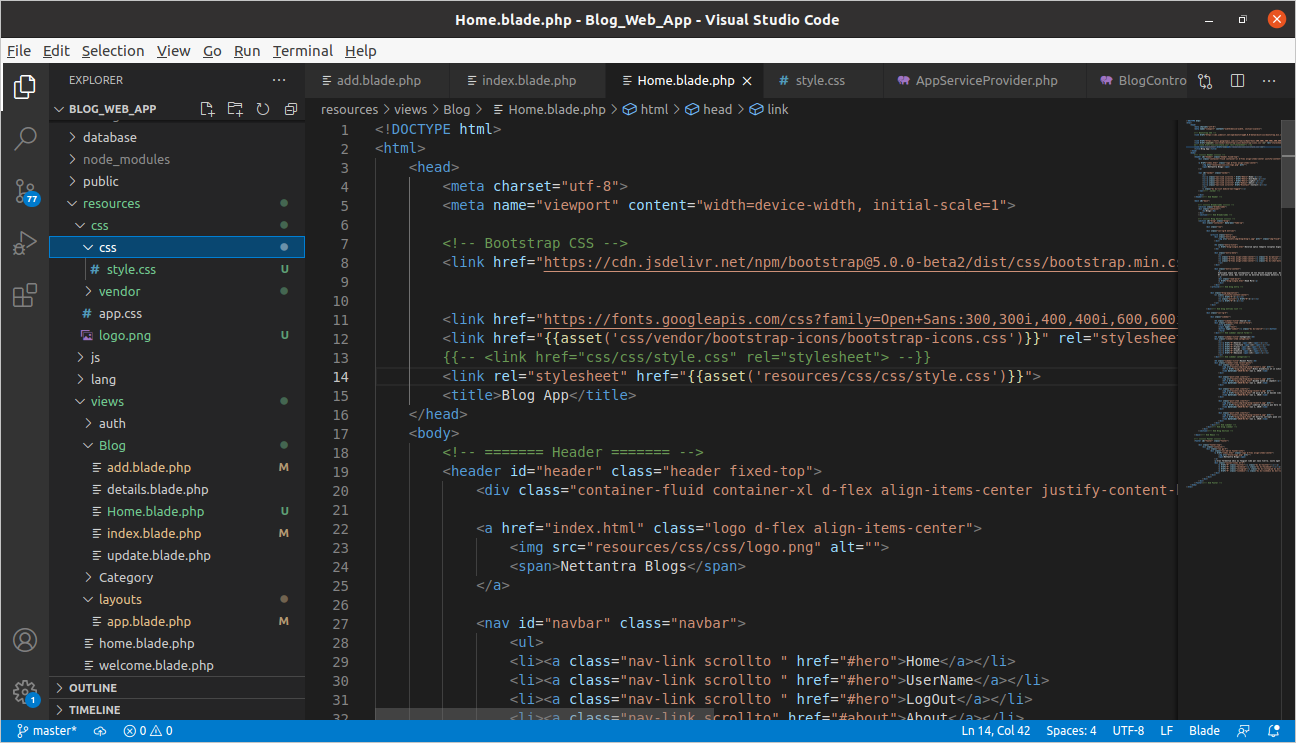 Home.blade.php - Blog_Web_App - Visual Studio Code
File Edit Selection View Go Run Terminal Help
EXPLORER
BLOG_WEB_APP
database
node_modules
public
resources
css
css
# style.css U
vendor
# app.css
logo.png U
js
lang
views
auth
Blog
add.blade.php M
details.blade.php
Home.blade.php U
index.blade.php M
update.blade.php
Category
layouts
app.blade.php M
home.blade.php
welcome.blade.php
OUTLINE
TIMELINE
77
1
add.blade.php index.blade.php Home.blade.php # style.css AppServiceProvider.php BlogContro
resources > views > Blog > Home.blade.php > html > head > link
1 <!DOCTYPE html>
2 <html>
3 <head>
4 <meta charset="utf-8">
5 <meta name="viewport" content="width=device-width, initial-scale=1">
6
7 <!-- Bootstrap CSS -->
8 <link href="https://cdn.jsdelivr.net/npm/bootstrap@5.0.0-beta2/dist/css/bootstrap.min.cs
9
10
11 <link href="https://fonts.googleapis.com/css?family=Open+Sans:300,300i,400,400i,600,600
12 <link href="{{asset('css/vendor/bootstrap-icons/bootstrap-icons.css')}}" rel="stylesheet
13 {{-- <link href="css/css/style.css" rel="stylesheet"> --}}
14 <link rel="stylesheet" href="{{asset('resources/css/css/style.css')}}">
15 <title>Blog App</title>
16 </head>
17 <body>
18 <!-- ======= Header ======= -->
19 <header id="header" class="header fixed-top">
20 <div class="container-fluid container-xl d-flex align-items-center justify-content-
21
22 <a href="index.html" class="logo d-flex align-items-center">
23 <img src="resources/css/css/logo.png" alt="">
24 <span>Nettantra Blogs</span>
25 </a>
26
27 <nav id="navbar" class="navbar">
28 <ul>
29 <li><a class="nav-link scrollto " href="#hero">Home</a></li>
30 <li><a class="nav-link scrollto " href="#hero">UserName</a></li>
31 <li><a class="nav-link scrollto " href="#hero">LogOut</a></li>
32 <li><a class="nav-link scrollto" href="#about">About</a></li>
master* 0 0 Ln 14, Col 42 Spaces: 4 UTF-8 LF Blade